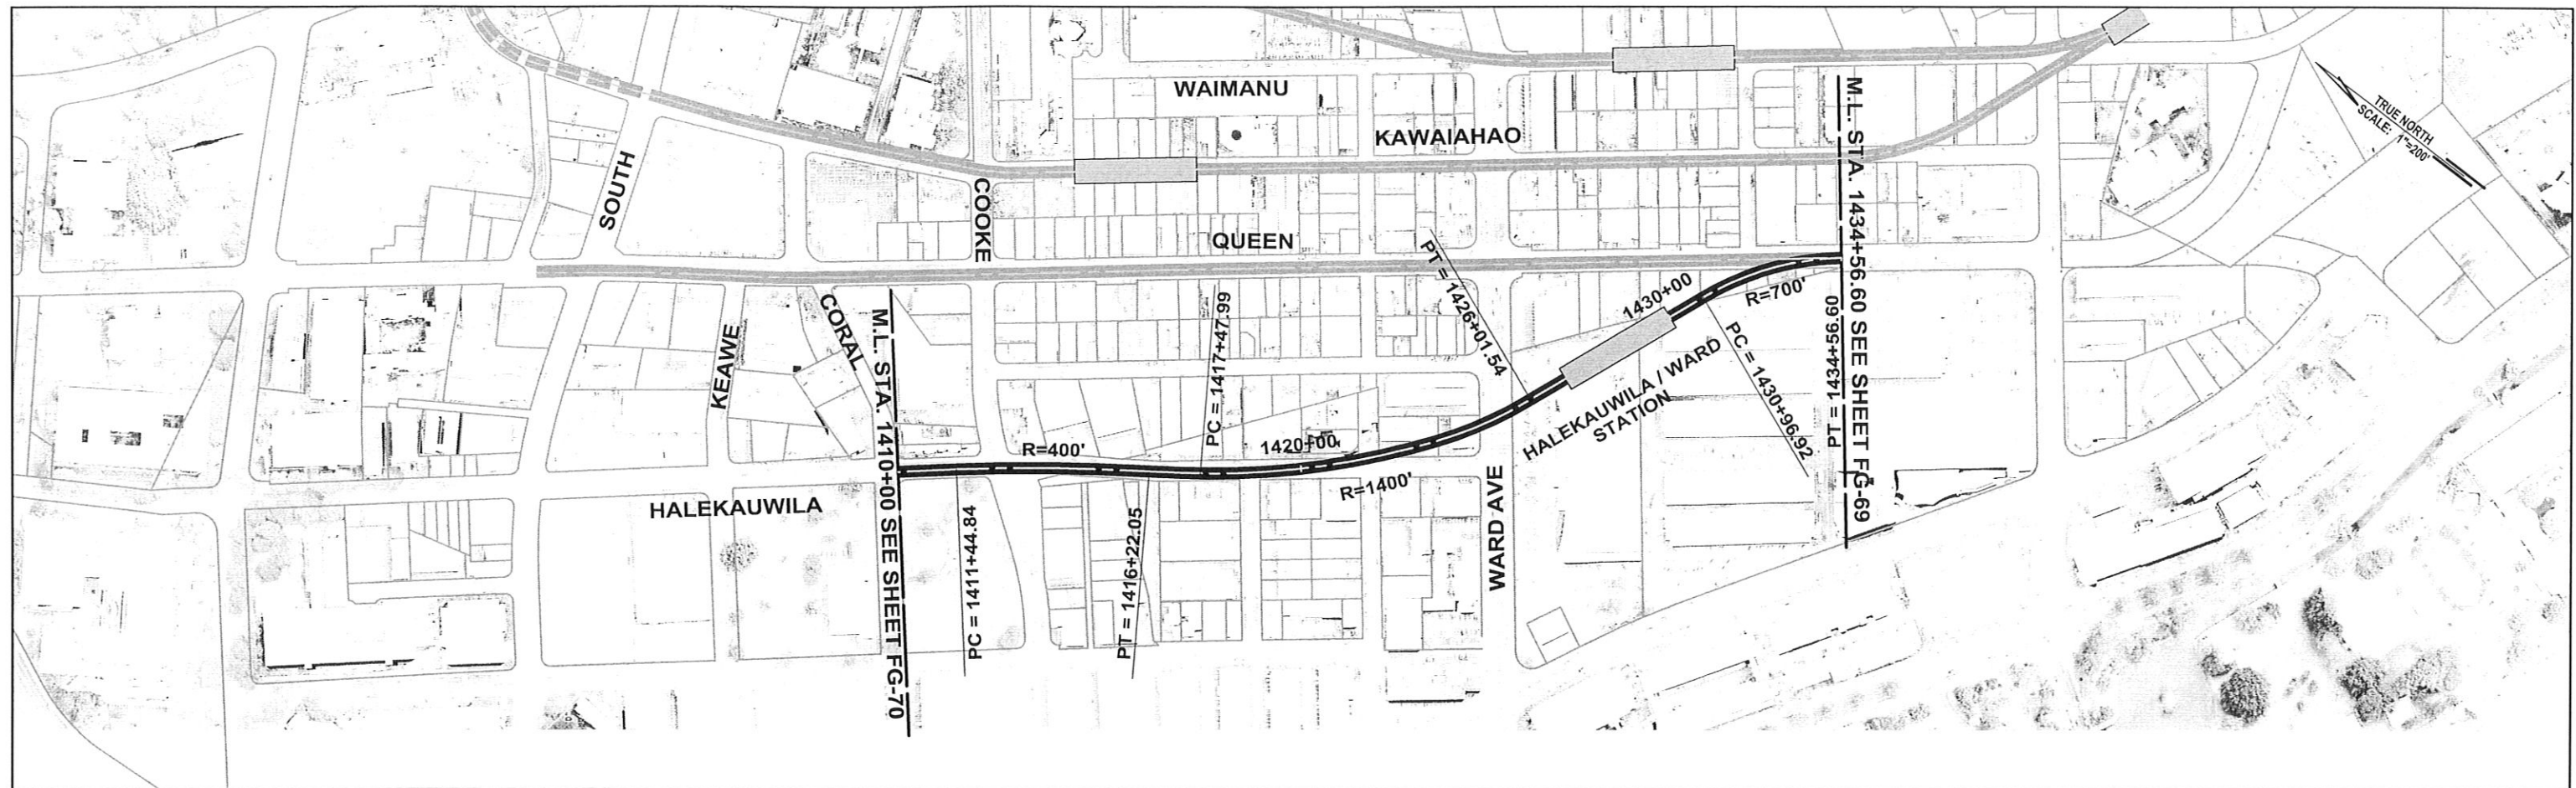 WAIMANU
KAWAIAHAO
TRUE NORTH
SCALE: 1"=200'
SOUTH
COOKE
QUEEN
M.L. STA. 1434+56.60 SEE SHEET FG-69
PT = 1426+01.54
1430+00
R=700'
KEAWE
CORAL
M.L. STA. 1410+00 SEE SHEET FG-70
PC = 1417+47.99
HALEKAUWILA / WARD
STATION
PC = 1430+96.92
PT = 1434+56.60
R=400'
1420+00
R=1400'
HALEKAUWILA
PC = 1411+44.84
PT = 1416+22.05
WARD AVE